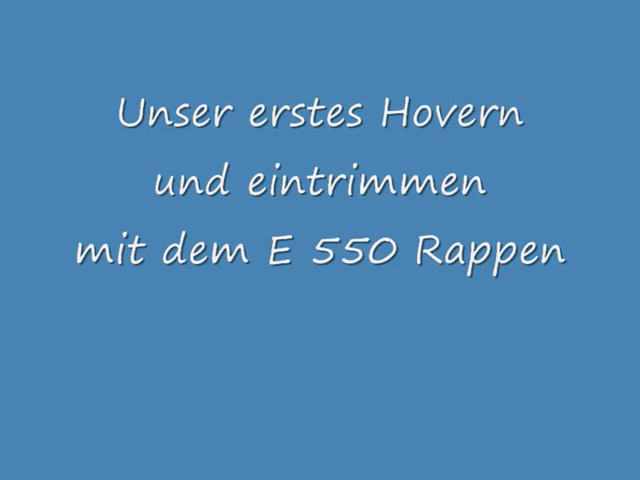 Unser erstes Hovern
und eintrimmen
mit dem E 550 Rappen